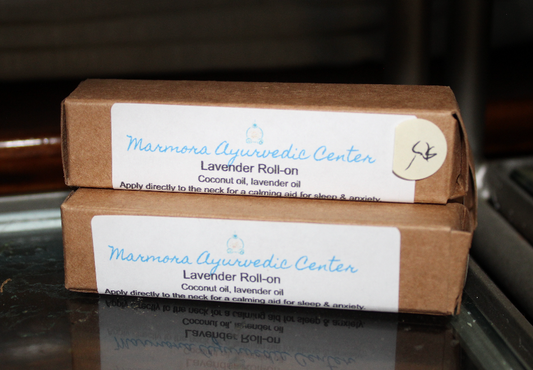 Marmora Ayurvedic Center
Lavender Roll-on
Coconut oil, lavender oil
Apply directly to the neck for a calming aid for sleep & anxiety.
Marmora Ayurvedic Center
Lavender Roll-on
Coconut oil, lavender oil
Apply directly to the neck for a calming aid for sleep & anxiety.